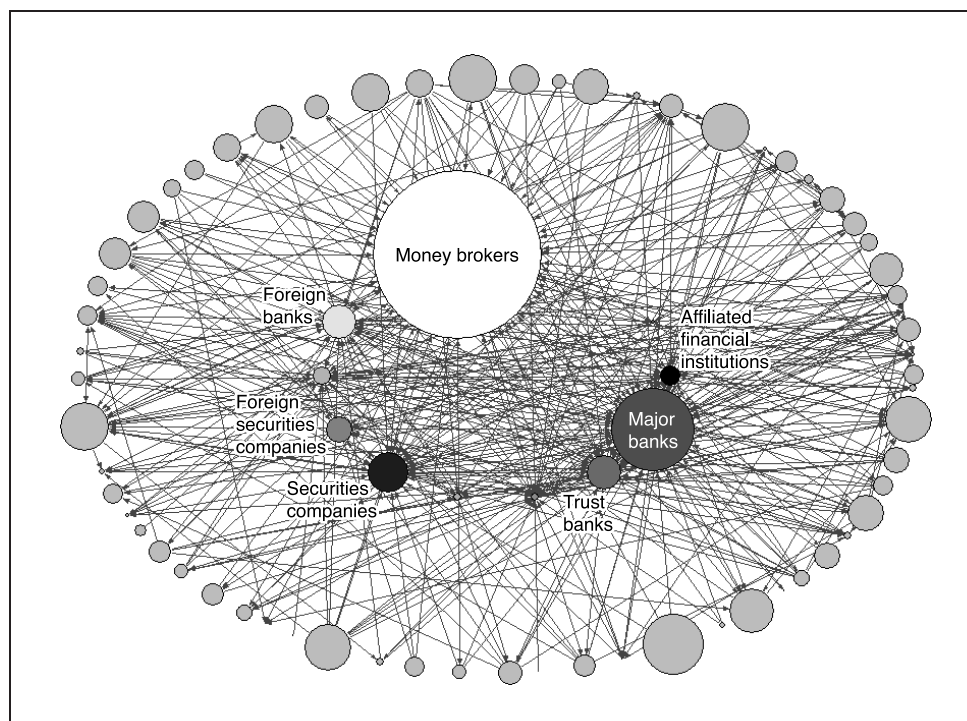 Money brokers
Foreign
banks
Affiliated
financial
institutions
Foreign
securities
companies
Major
banks
Securities
companies
Trust
banks